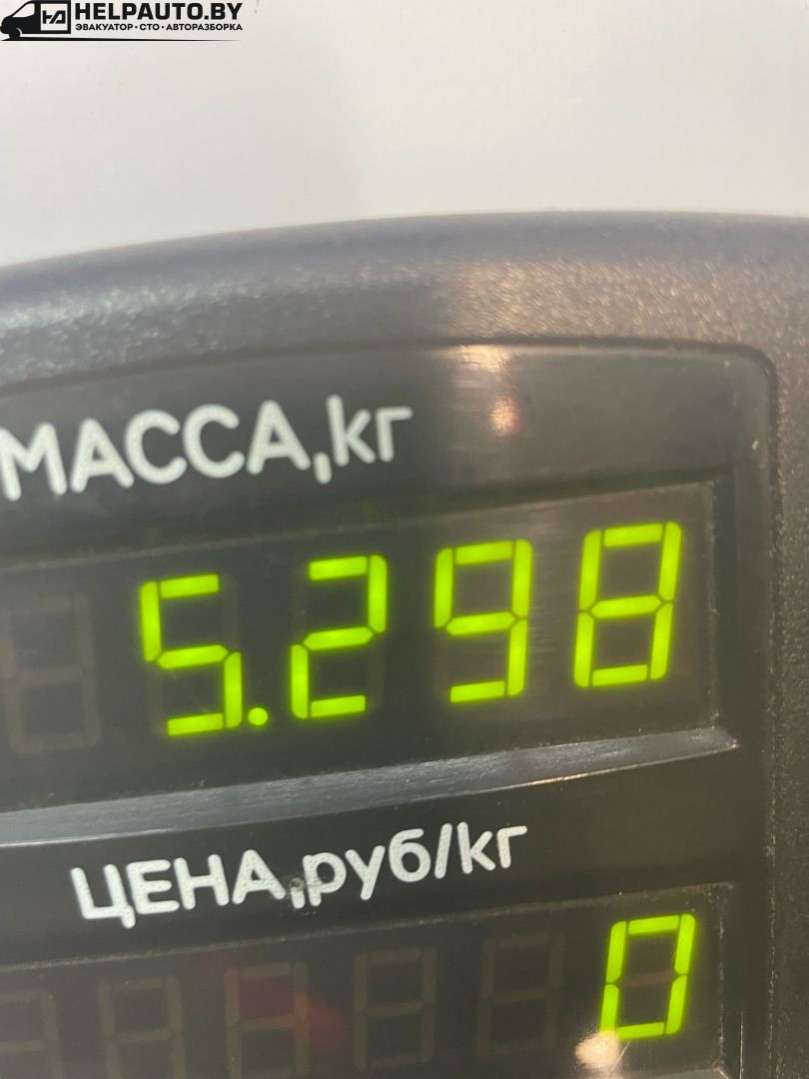 HELPAUTO.BY
ЭВАКУАТОР • СТО • АВТОРАЗБОРКА
МАССА,кг
5.298
ЦЕНА,руб/кг
0